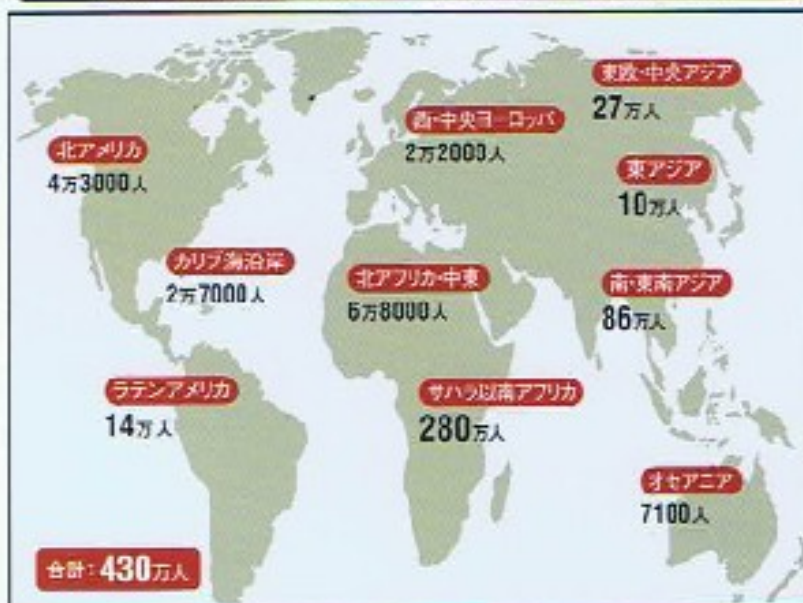 東欧・中央アジア
27万人
西・中央ヨーロッパ
2万2000人
北アメリカ
4万3000人
東アジア
10万人
カリブ海沿岸
2万7000人
北アフリカ・中東
6万8000人
南・東南アジア
86万人
ラテンアメリカ
14万人
サハラ以南アフリカ
280万人
オセアニア
7100人
合計:430万人